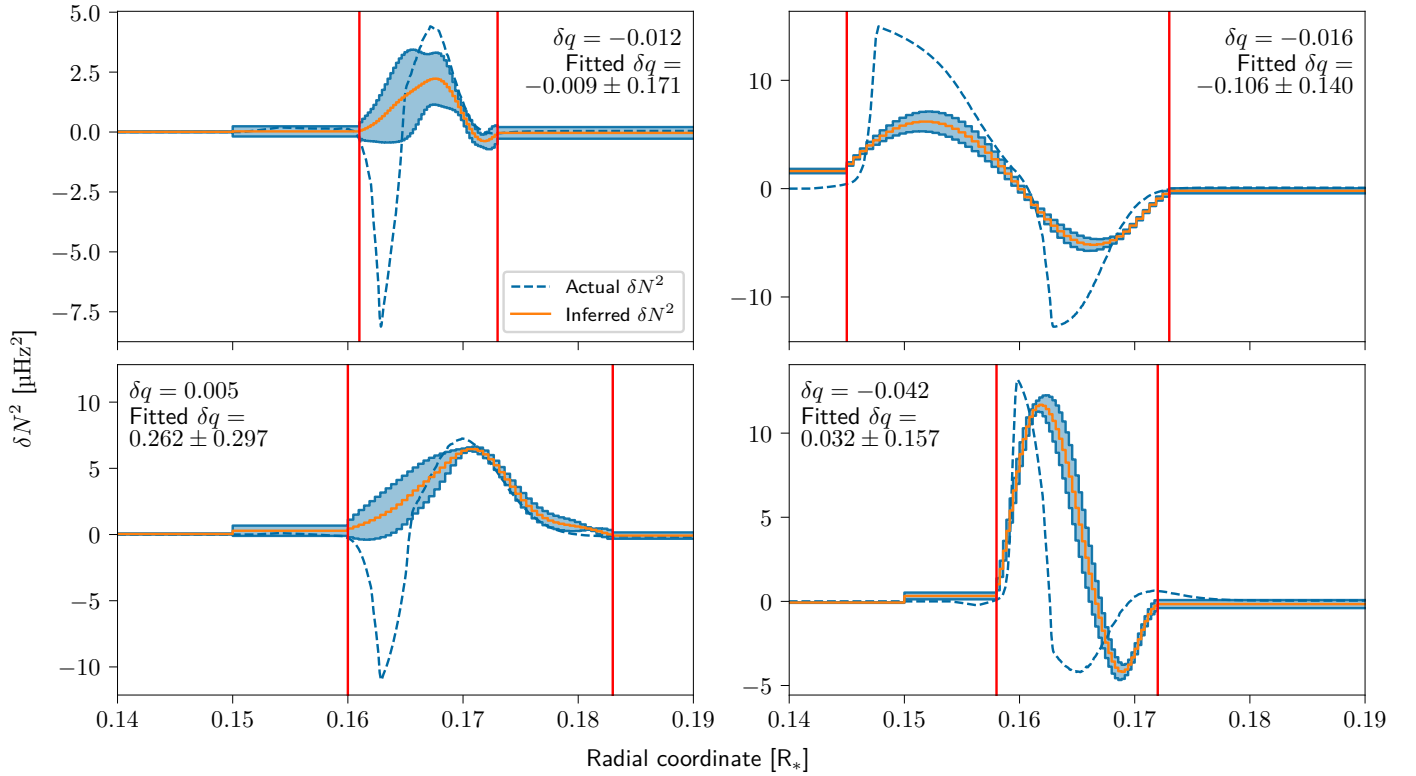 5.0
2.5
0.0
−2.5
−5.0
−7.5
δq = −0.012
Fitted δq =
−0.009 ± 0.171
Actual δN²
Inferred δN²
10
0
−10
δq = −0.016
Fitted δq =
−0.106 ± 0.140
δN² [µHz²]
10
5
0
−5
−10
δq = 0.005
Fitted δq =
0.262 ± 0.297
0.14 0.15 0.16 0.17 0.18 0.19
10
5
0
−5
δq = −0.042
Fitted δq =
0.032 ± 0.157
0.14 0.15 0.16 0.17 0.18 0.19
Radial coordinate [R⁎]